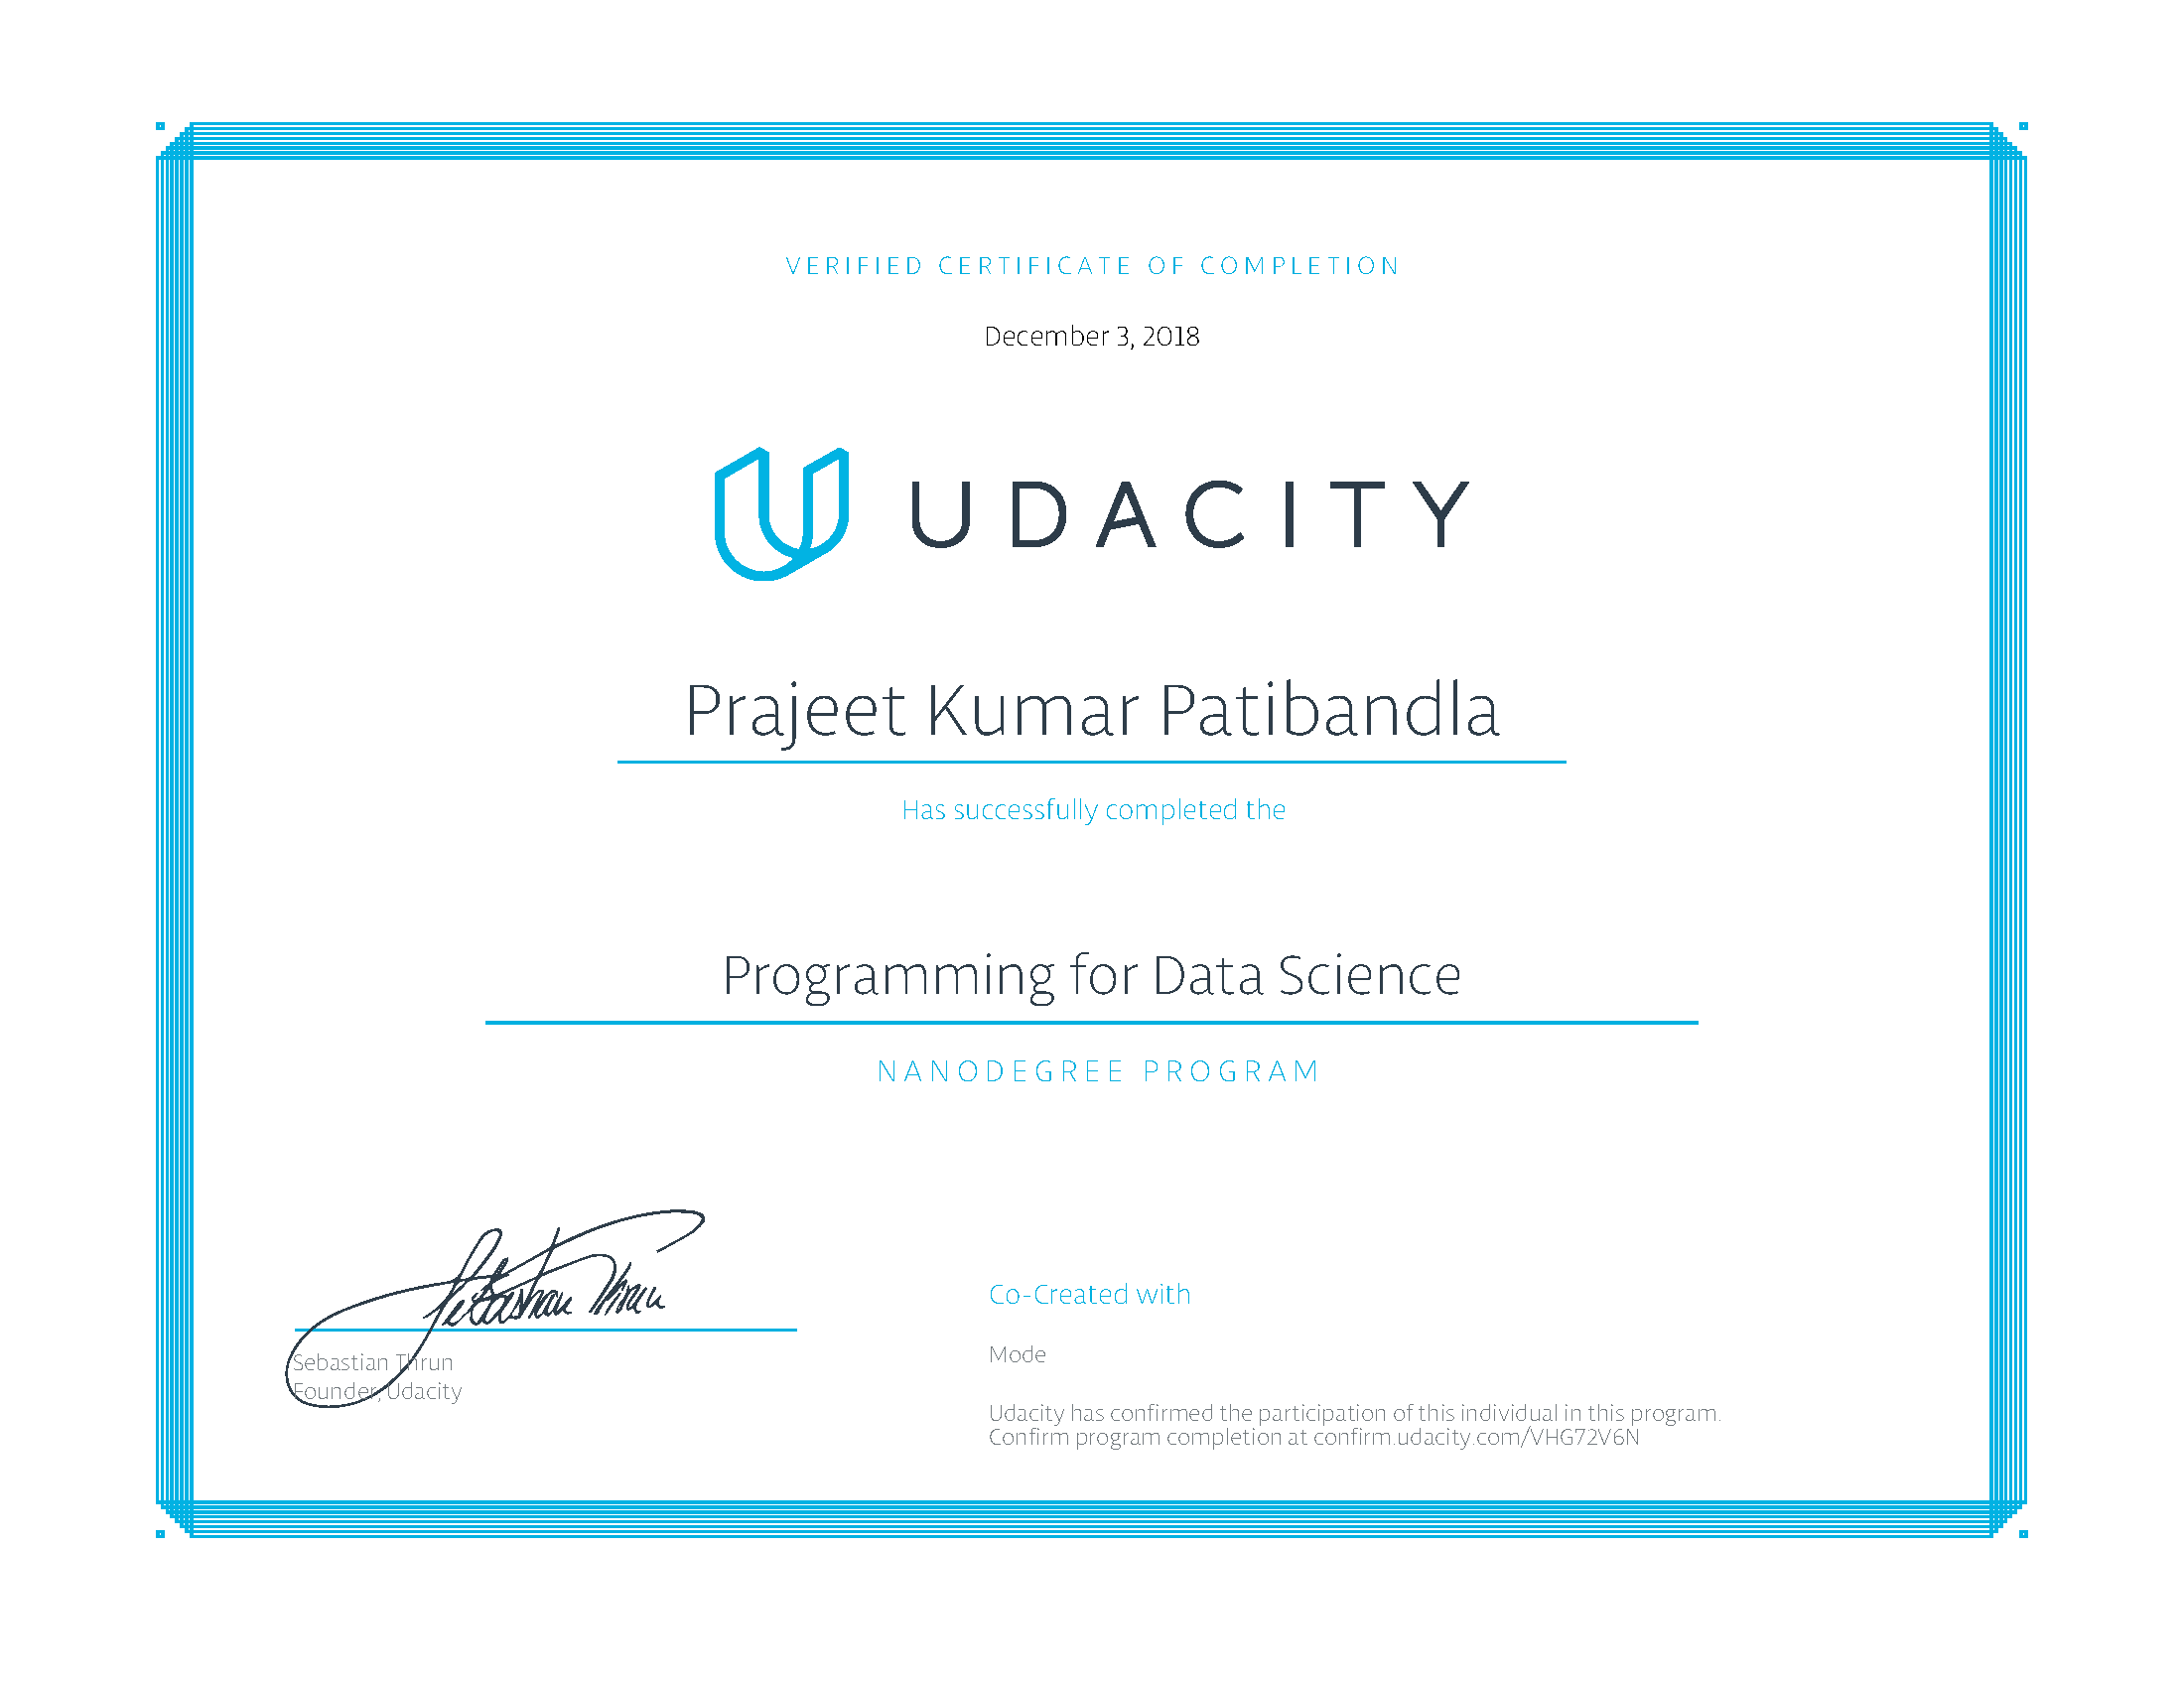 VERIFIED CERTIFICATE OF COMPLETION
December 3, 2018
UDACITY
Prajeet Kumar Patibandla
Has successfully completed the
Programming for Data Science
NANODEGREE PROGRAM
Sebastian Thrun
Sebastian Thrun
Founder, Udacity
Co-Created with
Mode
Udacity has confirmed the participation of this individual in this program.
Confirm program completion at confirm.udacity.com/VHG72V6N